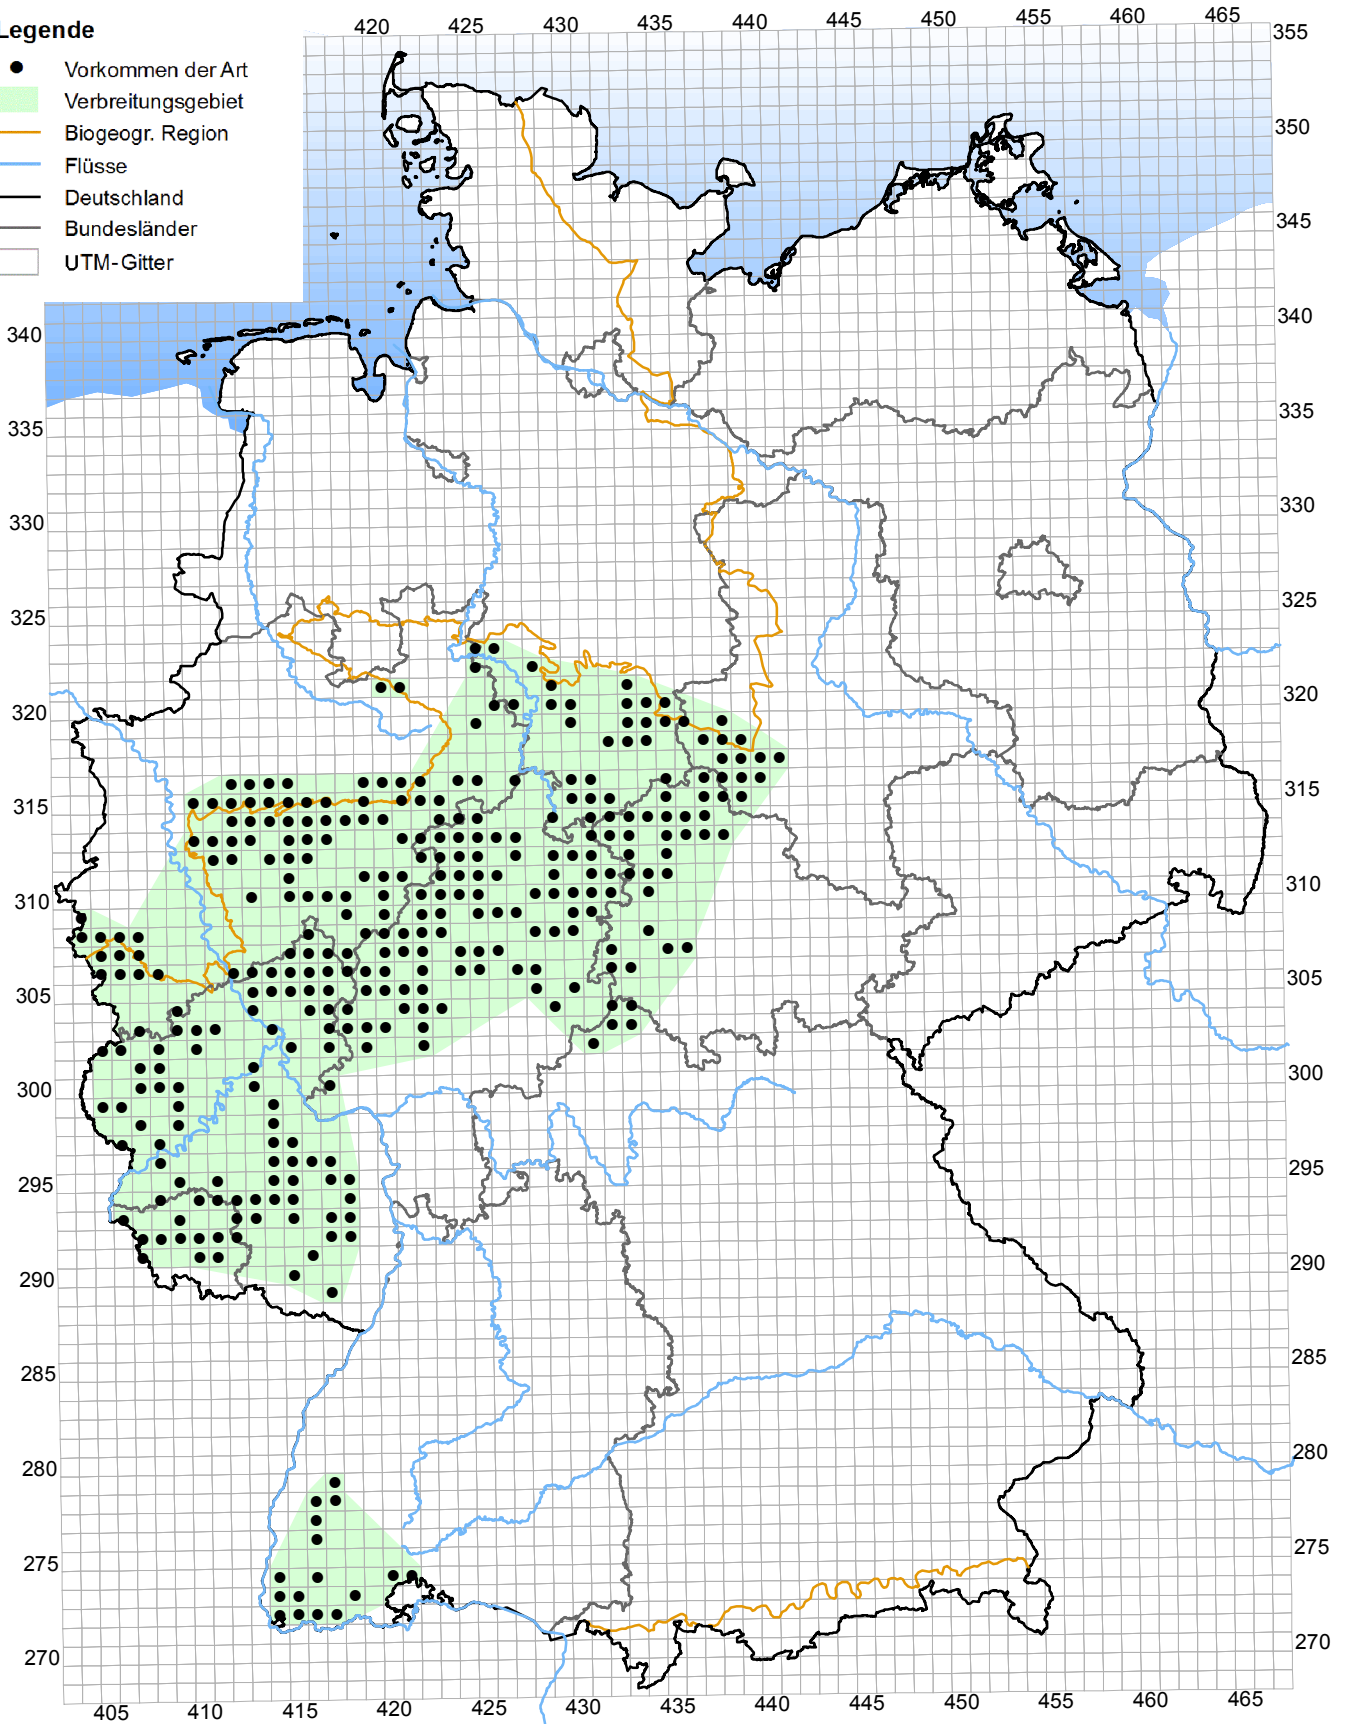 Legende
Vorkommen der Art
Verbreitungsgebiet
Biogeogr. Region
Flüsse
Deutschland
Bundesländer
UTM-Gitter
420 425 430 435 440 445 450 455 460 465
355
350
345
340 340
335 335
330 330
325 325
320 320
315 315
310 310
305 305
300 300
295 295
290 290
285 285
280 280
275 275
270 270
405 410 415 420 425 430 435 440 445 450 455 460 465